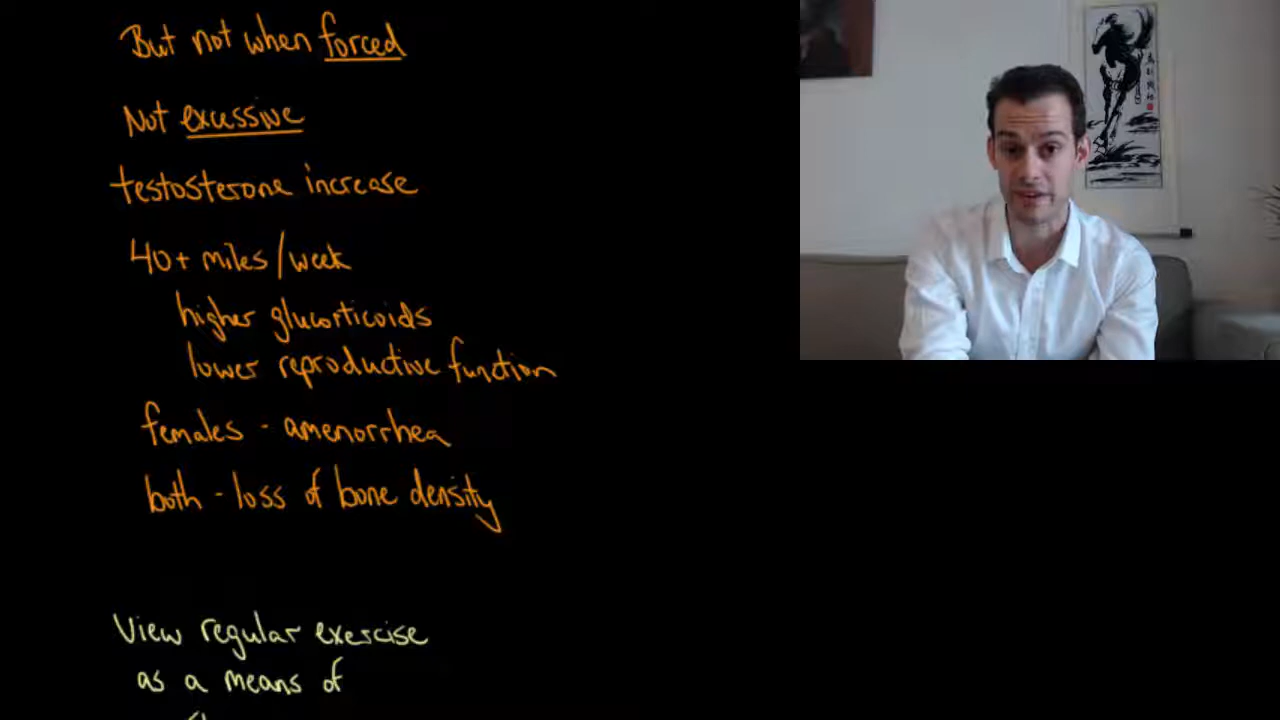 But not when forced
Not excessive
testosterone increase
40+ miles/week
higher glucorticoids
lower reproductive function
females - amenorrhea
both - loss of bone density
View regular exercise
as a means of